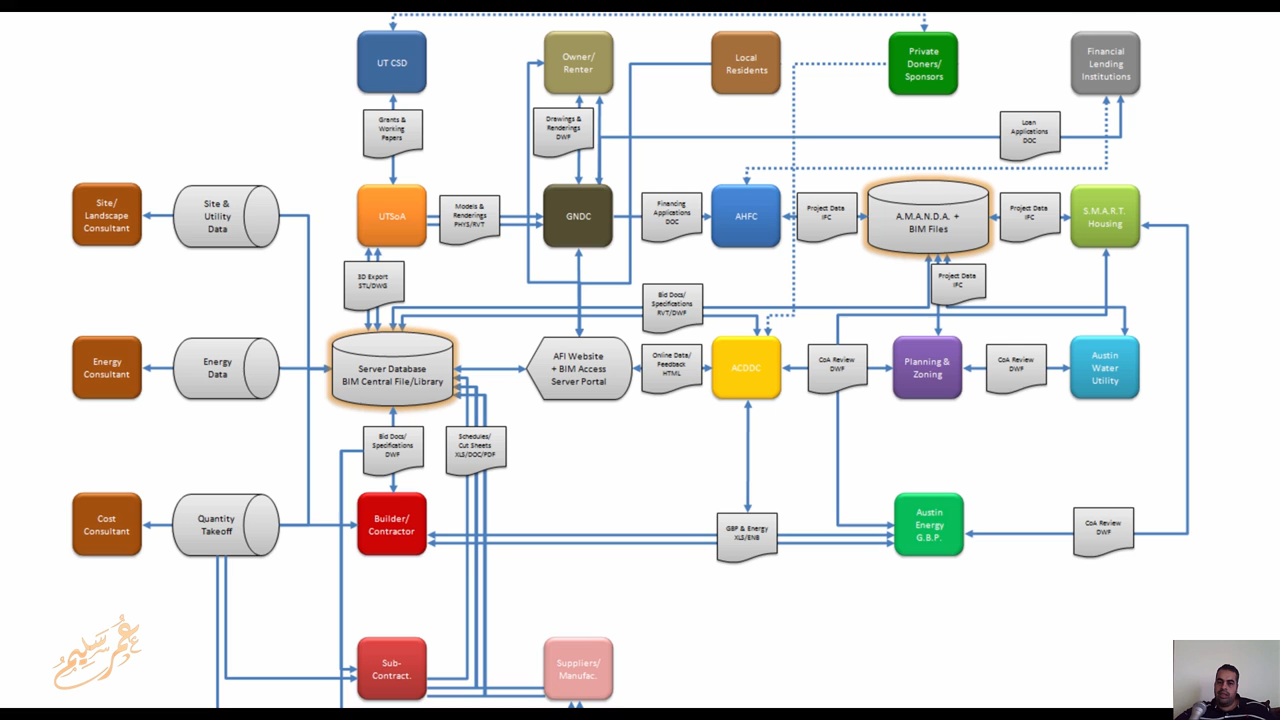 UT CSD
Owner/
Renter
Local
Residents
Private
Doners/
Sponsors
Financial
Lending
Institutions
Grants &
Working
Papers
Drawings &
Renderings
DWF
Loan
Applications
DOC
Site/
Landscape
Consultant
Site &
Utility
Data
UTSoA
Models &
Renderings
PHYS/RVT
GNDC
Financing
Applications
DOC
AHFC
Project Data
IFC
A.M.A.N.D.A. +
BIM Files
Project Data
IFC
S.M.A.R.T.
Housing
3D Export
STL/DWG
Project Data
IFC
Bid Docs/
Specifications
RVT/DWF
Energy
Consultant
Energy
Data
Server Database
BIM Central File/Library
AFI Website
+ BIM Access
Server Portal
Online Data/
Feedback
HTML
ACDDC
CoA Review
DWF
Planning &
Zoning
CoA Review
DWF
Austin
Water
Utility
Bid Docs/
Specifications
DWF
Schedules/
Cut Sheets
XLS/DOC/PDF
Cost
Consultant
Quantity
Takeoff
Builder/
Contractor
GBP & Energy
XLS/ENB
Austin
Energy
G.B.P.
CoA Review
DWF
عُمَر سَلِيمُ
Sub-
Contract.
Suppliers/
Manufac.